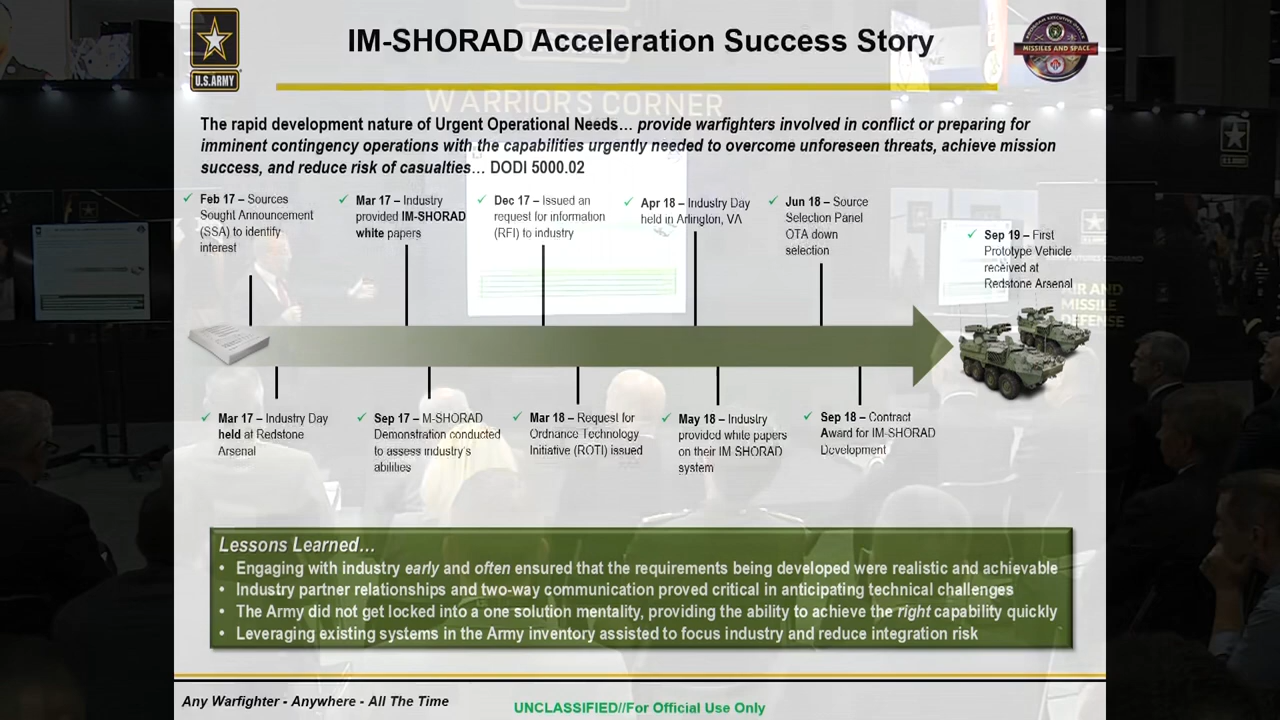 IM-SHORAD Acceleration Success Story
U.S.ARMY
MISSILES AND SPACE
WARRIORS CORNER
The rapid development nature of Urgent Operational Needs… provide warfighters involved in conflict or preparing for
imminent contingency operations with the capabilities urgently needed to overcome unforeseen threats, achieve mission
success, and reduce risk of casualties… DODI 5000.02
✓ Feb 17 – Sources
Sought Announcement
(SSA) to identify
interest
✓ Mar 17 – Industry
provided IM-SHORAD
white papers
✓ Dec 17 – Issued an
request for information
(RFI) to industry
✓ Apr 18 – Industry Day
held in Arlington, VA
✓ Jun 18 – Source
Selection Panel
OTA down
selection
✓ Sep 19 – First
Prototype Vehicle
received at
Redstone Arsenal
AIR AND
MISSILE
DEFENSE
✓ Mar 17 – Industry Day
held at Redstone
Arsenal
✓ Sep 17 – M-SHORAD
Demonstration conducted
to assess industry's
abilities
✓ Mar 18 – Request for
Ordnance Technology
Initiative (ROTI) issued
✓ May 18 – Industry
provided white papers
on their IM SHORAD
system
✓ Sep 18 – Contract
Award for IM-SHORAD
Development
Lessons Learned…
• Engaging with industry early and often ensured that the requirements being developed were realistic and achievable
• Industry partner relationships and two-way communication proved critical in anticipating technical challenges
• The Army did not get locked into a one solution mentality, providing the ability to achieve the right capability quickly
• Leveraging existing systems in the Army inventory assisted to focus industry and reduce integration risk
Any Warfighter - Anywhere - All The Time
UNCLASSIFIED//For Official Use Only